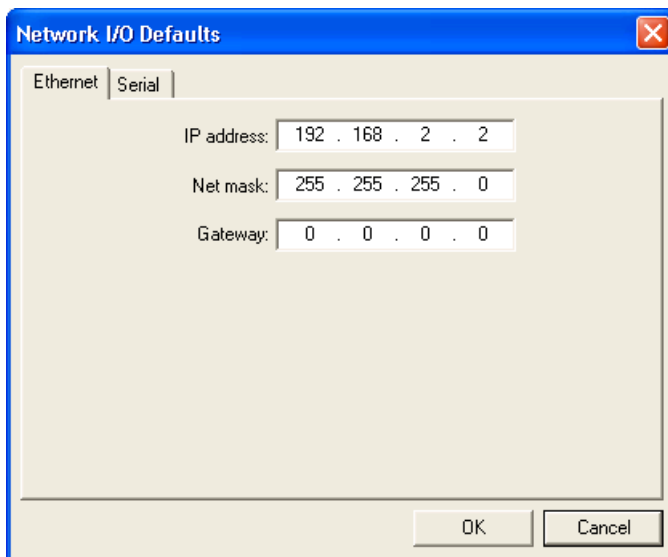 Network I/O Defaults
Ethernet Serial
IP address: 192 . 168 . 2 . 2
Net mask: 255 . 255 . 255 . 0
Gateway: 0 . 0 . 0 . 0
OK Cancel